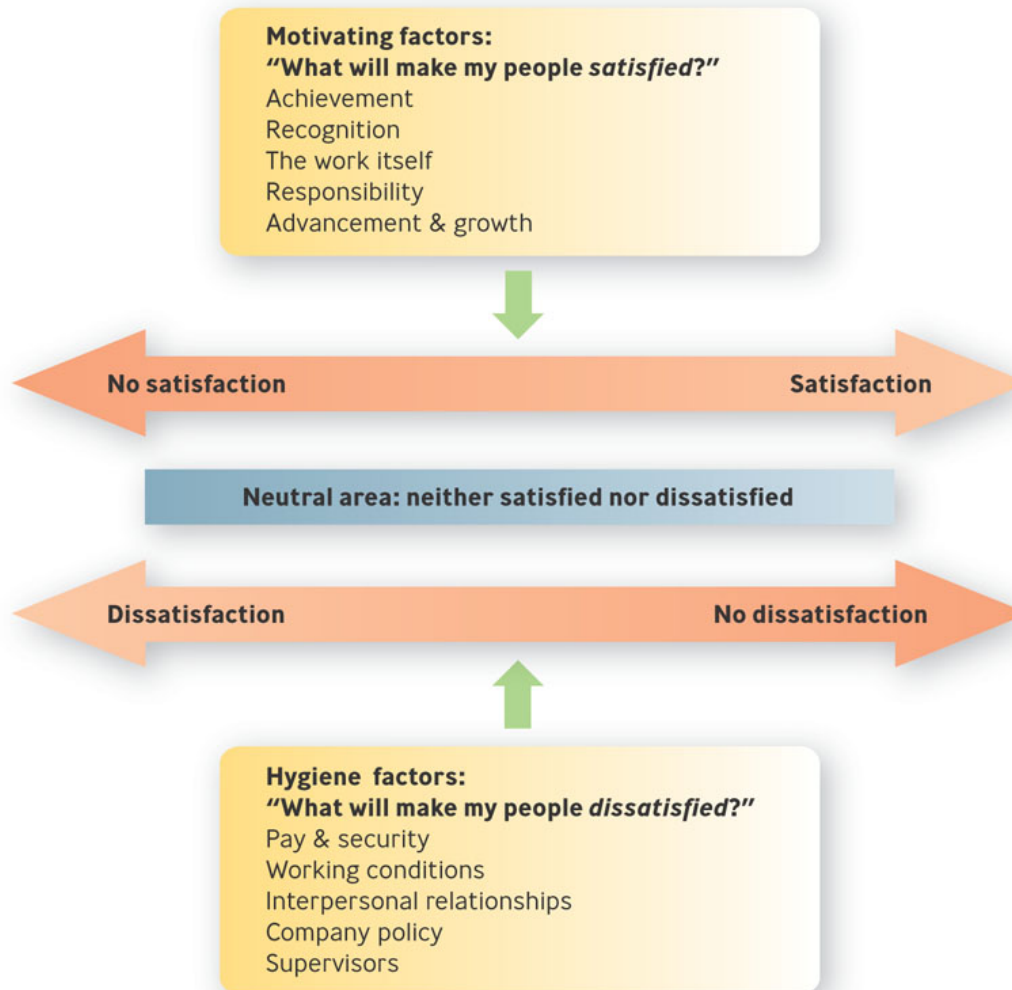 Motivating factors:
“What will make my people satisfied?”
Achievement
Recognition
The work itself
Responsibility
Advancement & growth
No satisfaction
Satisfaction
Neutral area: neither satisfied nor dissatisfied
Dissatisfaction
No dissatisfaction
Hygiene factors:
“What will make my people dissatisfied?”
Pay & security
Working conditions
Interpersonal relationships
Company policy
Supervisors